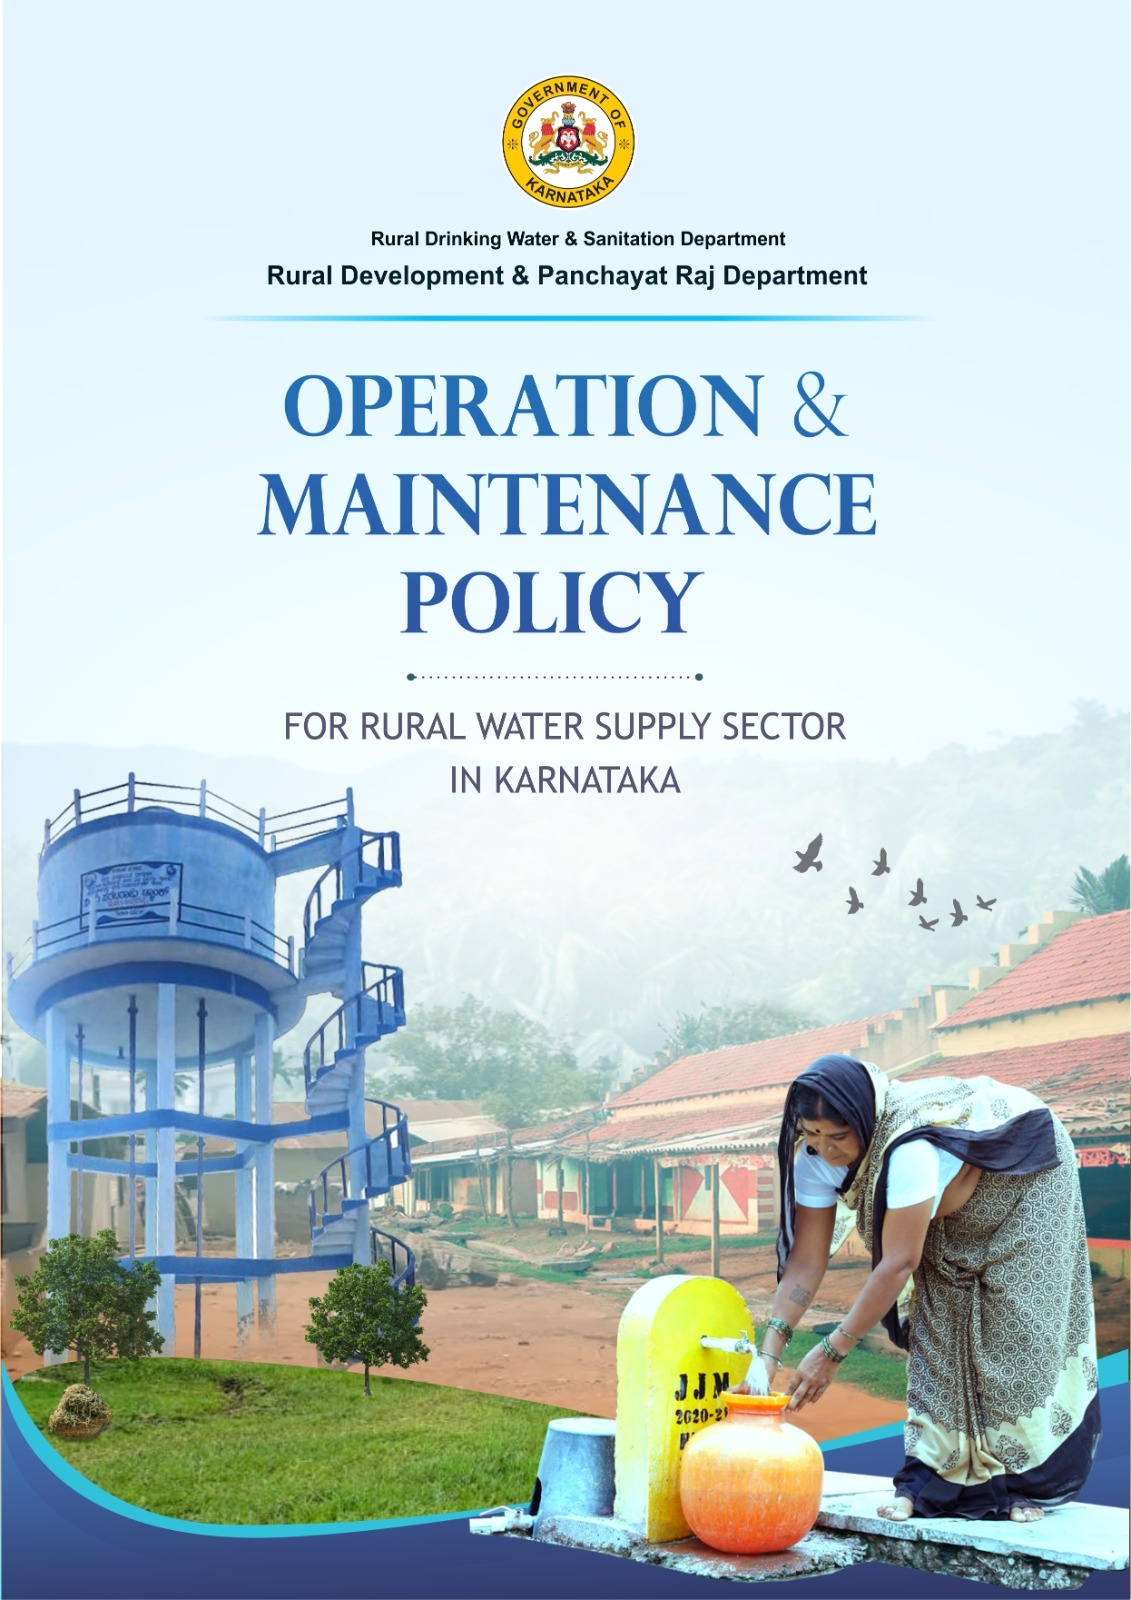 GOVERNMENT OF
KARNATAKA
Rural Drinking Water & Sanitation Department
Rural Development & Panchayat Raj Department
OPERATION &
MAINTENANCE
POLICY
FOR RURAL WATER SUPPLY SECTOR
IN KARNATAKA
JJM
2020-2